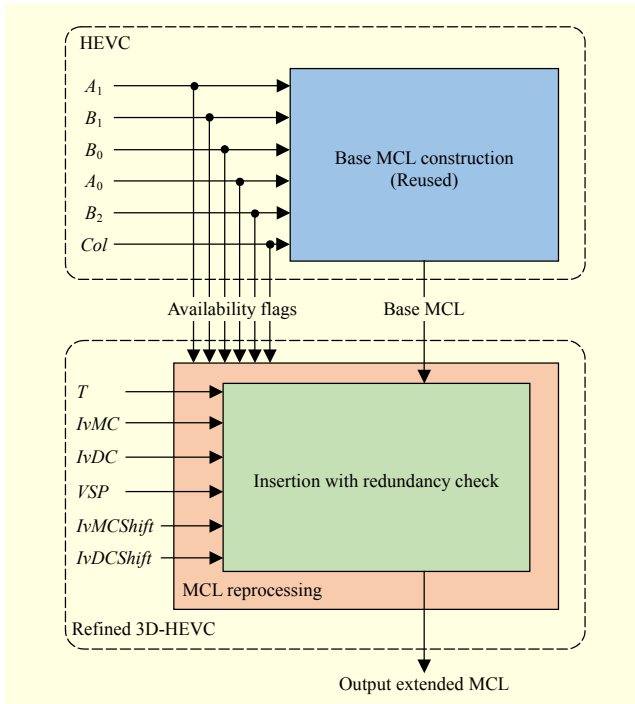 HEVC
A1
B1
B0
A0
B2
Col
Base MCL construction
(Reused)
Availability flags
Base MCL
T
IvMC
IvDC
VSP
IvMCShift
IvDCShift
Insertion with redundancy check
MCL reprocessing
Refined 3D-HEVC
Output extended MCL